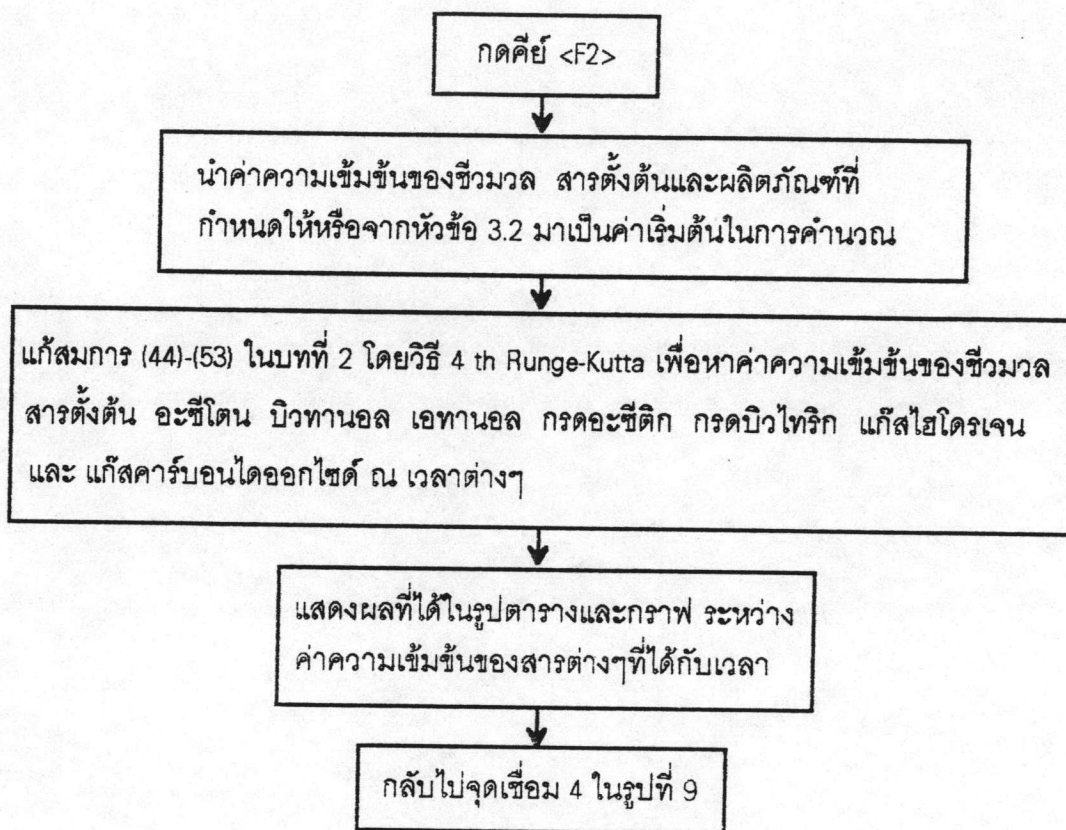 กดคีย์ <F2>
นำค่าความเข้มข้นของชีวมวล สารตั้งต้นและผลิตภัณฑ์ที่
กำหนดให้หรือจากหัวข้อ 3.2 มาเป็นค่าเริ่มต้นในการคำนวณ
แก้สมการ (44)-(53) ในบทที่ 2 โดยวิธี 4 th Runge-Kutta เพื่อหาค่าความเข้มข้นของชีวมวล
สารตั้งต้น อะซีโตน บิวทานอล เอทานอล กรดอะซีติก กรดบิวไทริก แก๊สไฮโดรเจน
และ แก๊สคาร์บอนไดออกไซด์ ณ เวลาต่างๆ
แสดงผลที่ได้ในรูปตารางและกราฟ ระหว่าง
ค่าความเข้มข้นของสารต่างๆที่ได้กับเวลา
กลับไปจุดเชื่อม 4 ในรูปที่ 9